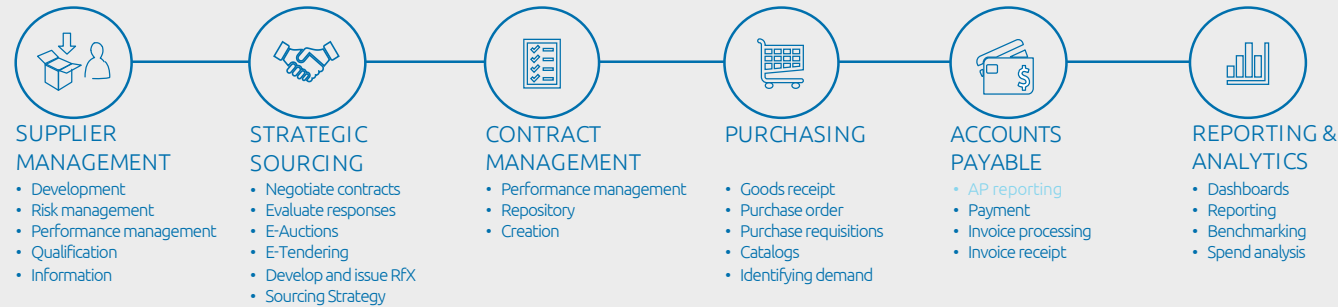 SUPPLIER
MANAGEMENT
• Development
• Risk management
• Performance management
• Qualification
• Information
STRATEGIC
SOURCING
• Negotiate contracts
• Evaluate responses
• E-Auctions
• E-Tendering
• Develop and issue RfX
• Sourcing Strategy
CONTRACT
MANAGEMENT
• Performance management
• Repository
• Creation
PURCHASING
• Goods receipt
• Purchase order
• Purchase requisitions
• Catalogs
• Identifying demand
$
ACCOUNTS
PAYABLE
• AP reporting
• Payment
• Invoice processing
• Invoice receipt
REPORTING &
ANALYTICS
• Dashboards
• Reporting
• Benchmarking
• Spend analysis